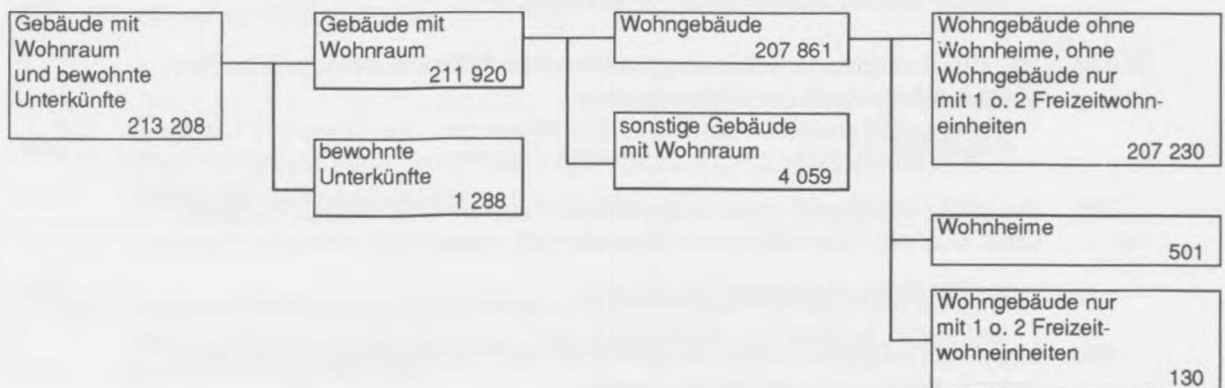 Gebäude mit
Wohnraum
und bewohnte
Unterkünfte
213 208
Gebäude mit
Wohnraum
211 920
bewohnte
Unterkünfte
1 288
Wohngebäude
207 861
sonstige Gebäude
mit Wohnraum
4 059
Wohngebäude ohne
Wohnheime, ohne
Wohngebäude nur
mit 1 o. 2 Freizeitwohn-
einheiten
207 230
Wohnheime
501
Wohngebäude nur
mit 1 o. 2 Freizeit-
wohneinheiten
130